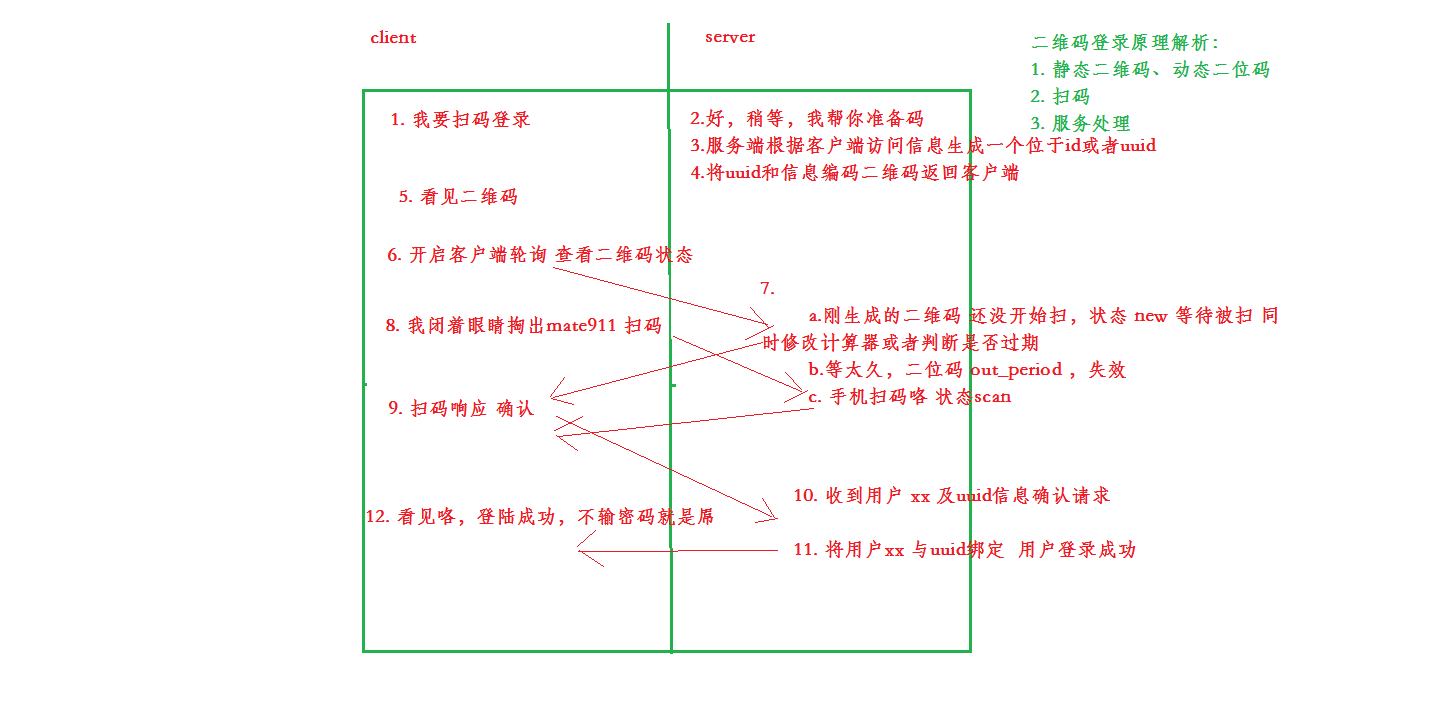 client
server
二维码登录原理解析：
1. 静态二维码、动态二位码
2. 扫码
3. 服务处理
1. 我要扫码登录
2.好，稍等，我帮你准备码
3.服务端根据客户端访问信息生成一个位于id或者uuid
4.将uuid和信息编码二维码返回客户端
5. 看见二维码
6. 开启客户端轮询 查看二维码状态
7.
a.刚生成的二维码 还没开始扫，状态 new 等待被扫 同
时修改计算器或者判断是否过期
b.等太久，二位码 out_period ，失效
c. 手机扫码咯 状态scan
8. 我闭着眼睛掏出mate911 扫码
9. 扫码响应 确认
10. 收到用户 xx 及uuid信息确认请求
11. 将用户xx 与uuid绑定 用户登录成功
12. 看见咯，登陆成功，不输密码就是屌